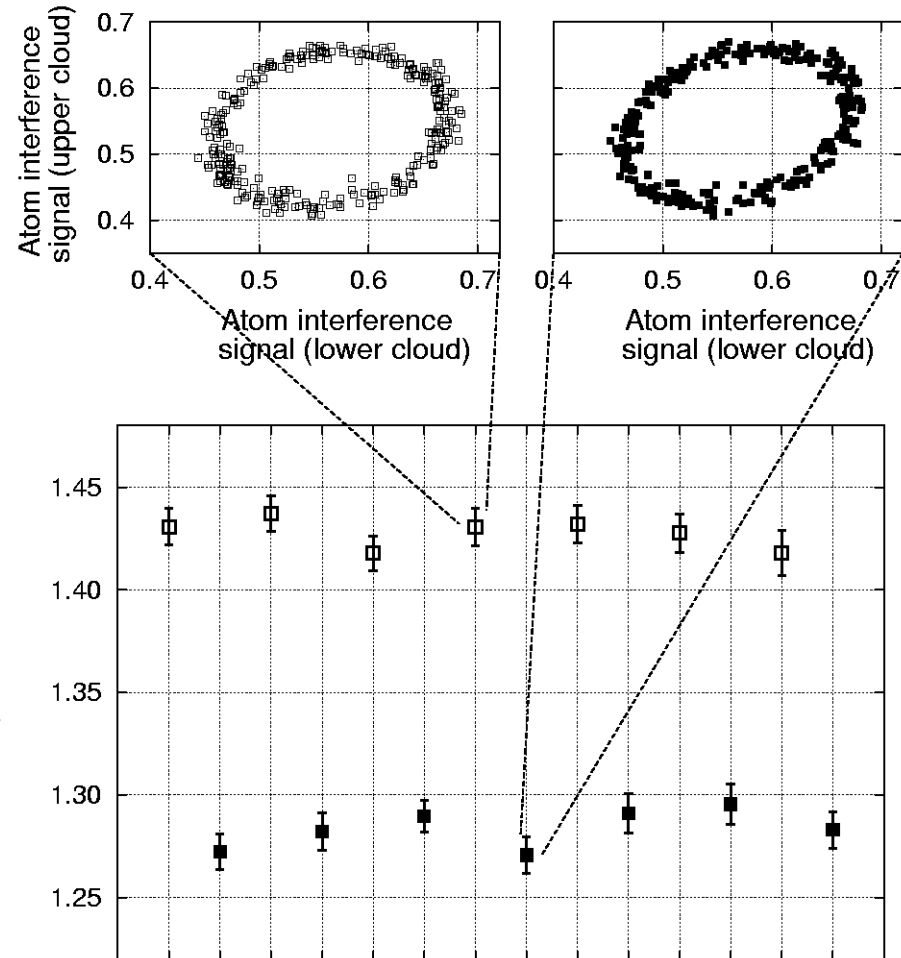 Atom interference
signal (upper cloud)
0.7
0.6
0.5
0.4
0.4 0.5 0.6 0.7
0.4 0.5 0.6 0.7
Atom interference
signal (lower cloud)
Atom interference
signal (lower cloud)
1.45
1.40
1.35
1.30
1.25